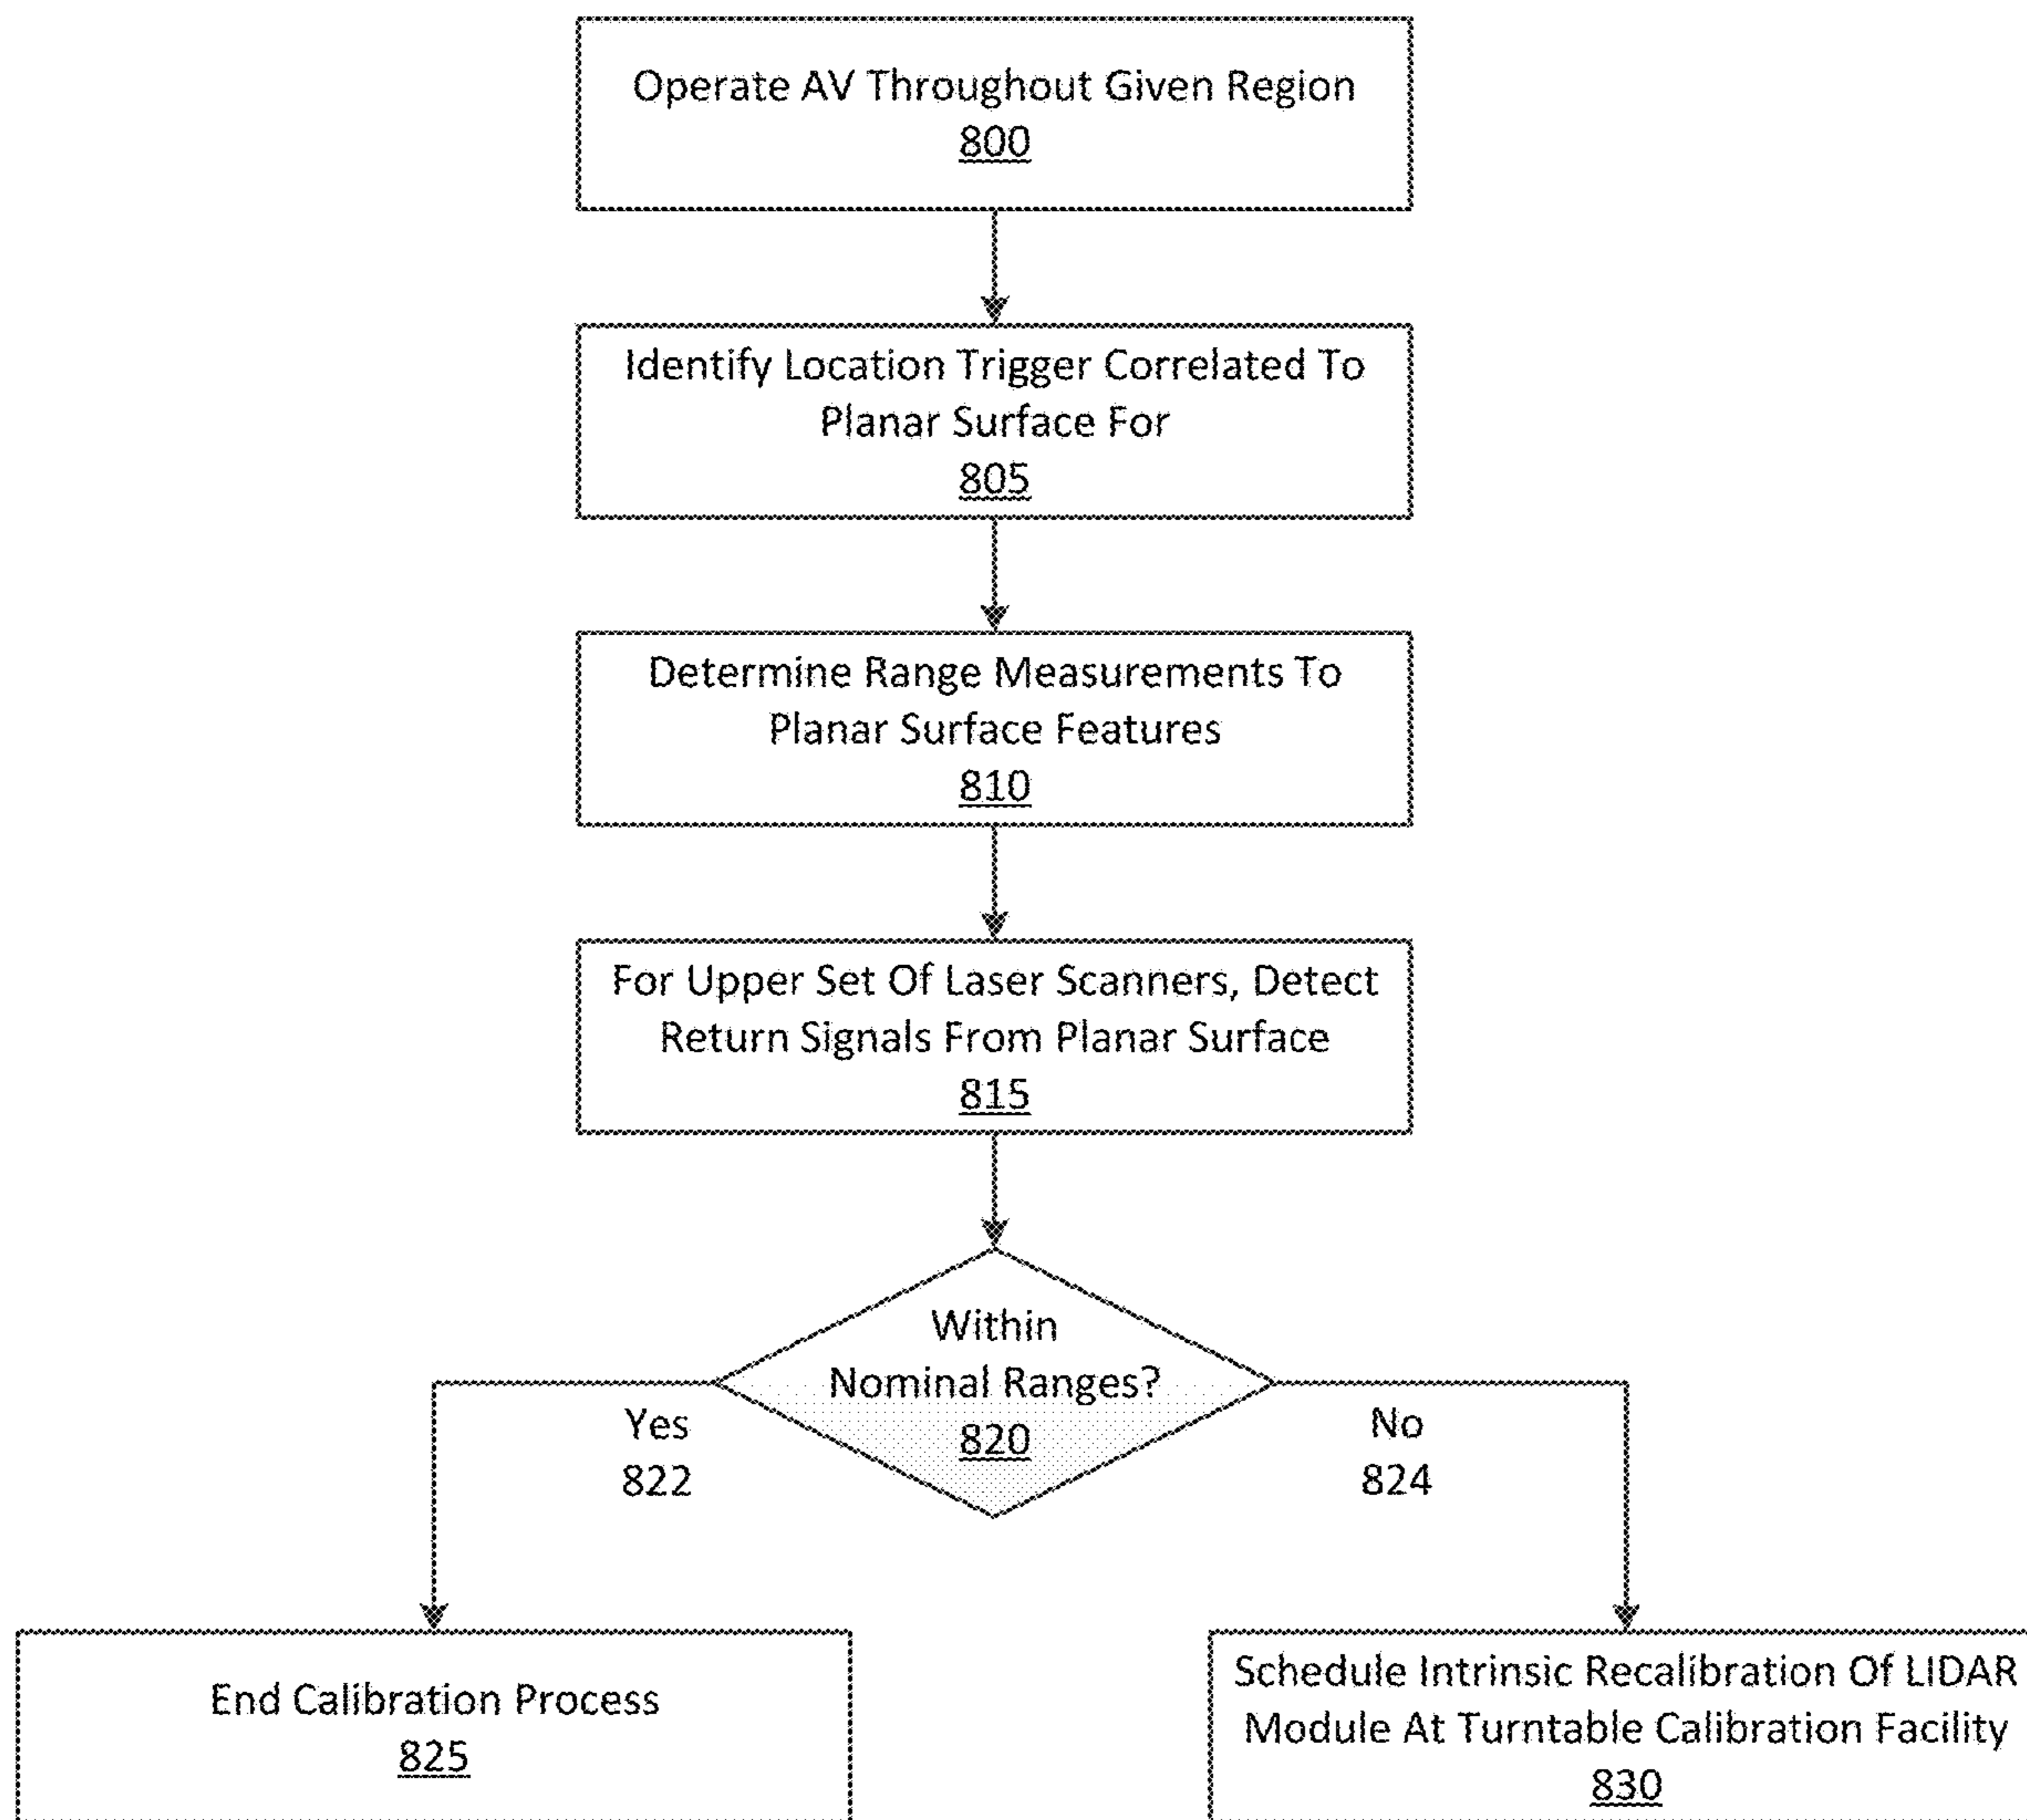 Operate AV Throughout Given Region
800
Identify Location Trigger Correlated To
Planar Surface For
805
Determine Range Measurements To
Planar Surface Features
810
For Upper Set Of Laser Scanners, Detect
Return Signals From Planar Surface
815
Within
Nominal Ranges?
820
Yes
822
No
824
End Calibration Process
825
Schedule Intrinsic Recalibration Of LIDAR
Module At Turntable Calibration Facility
830